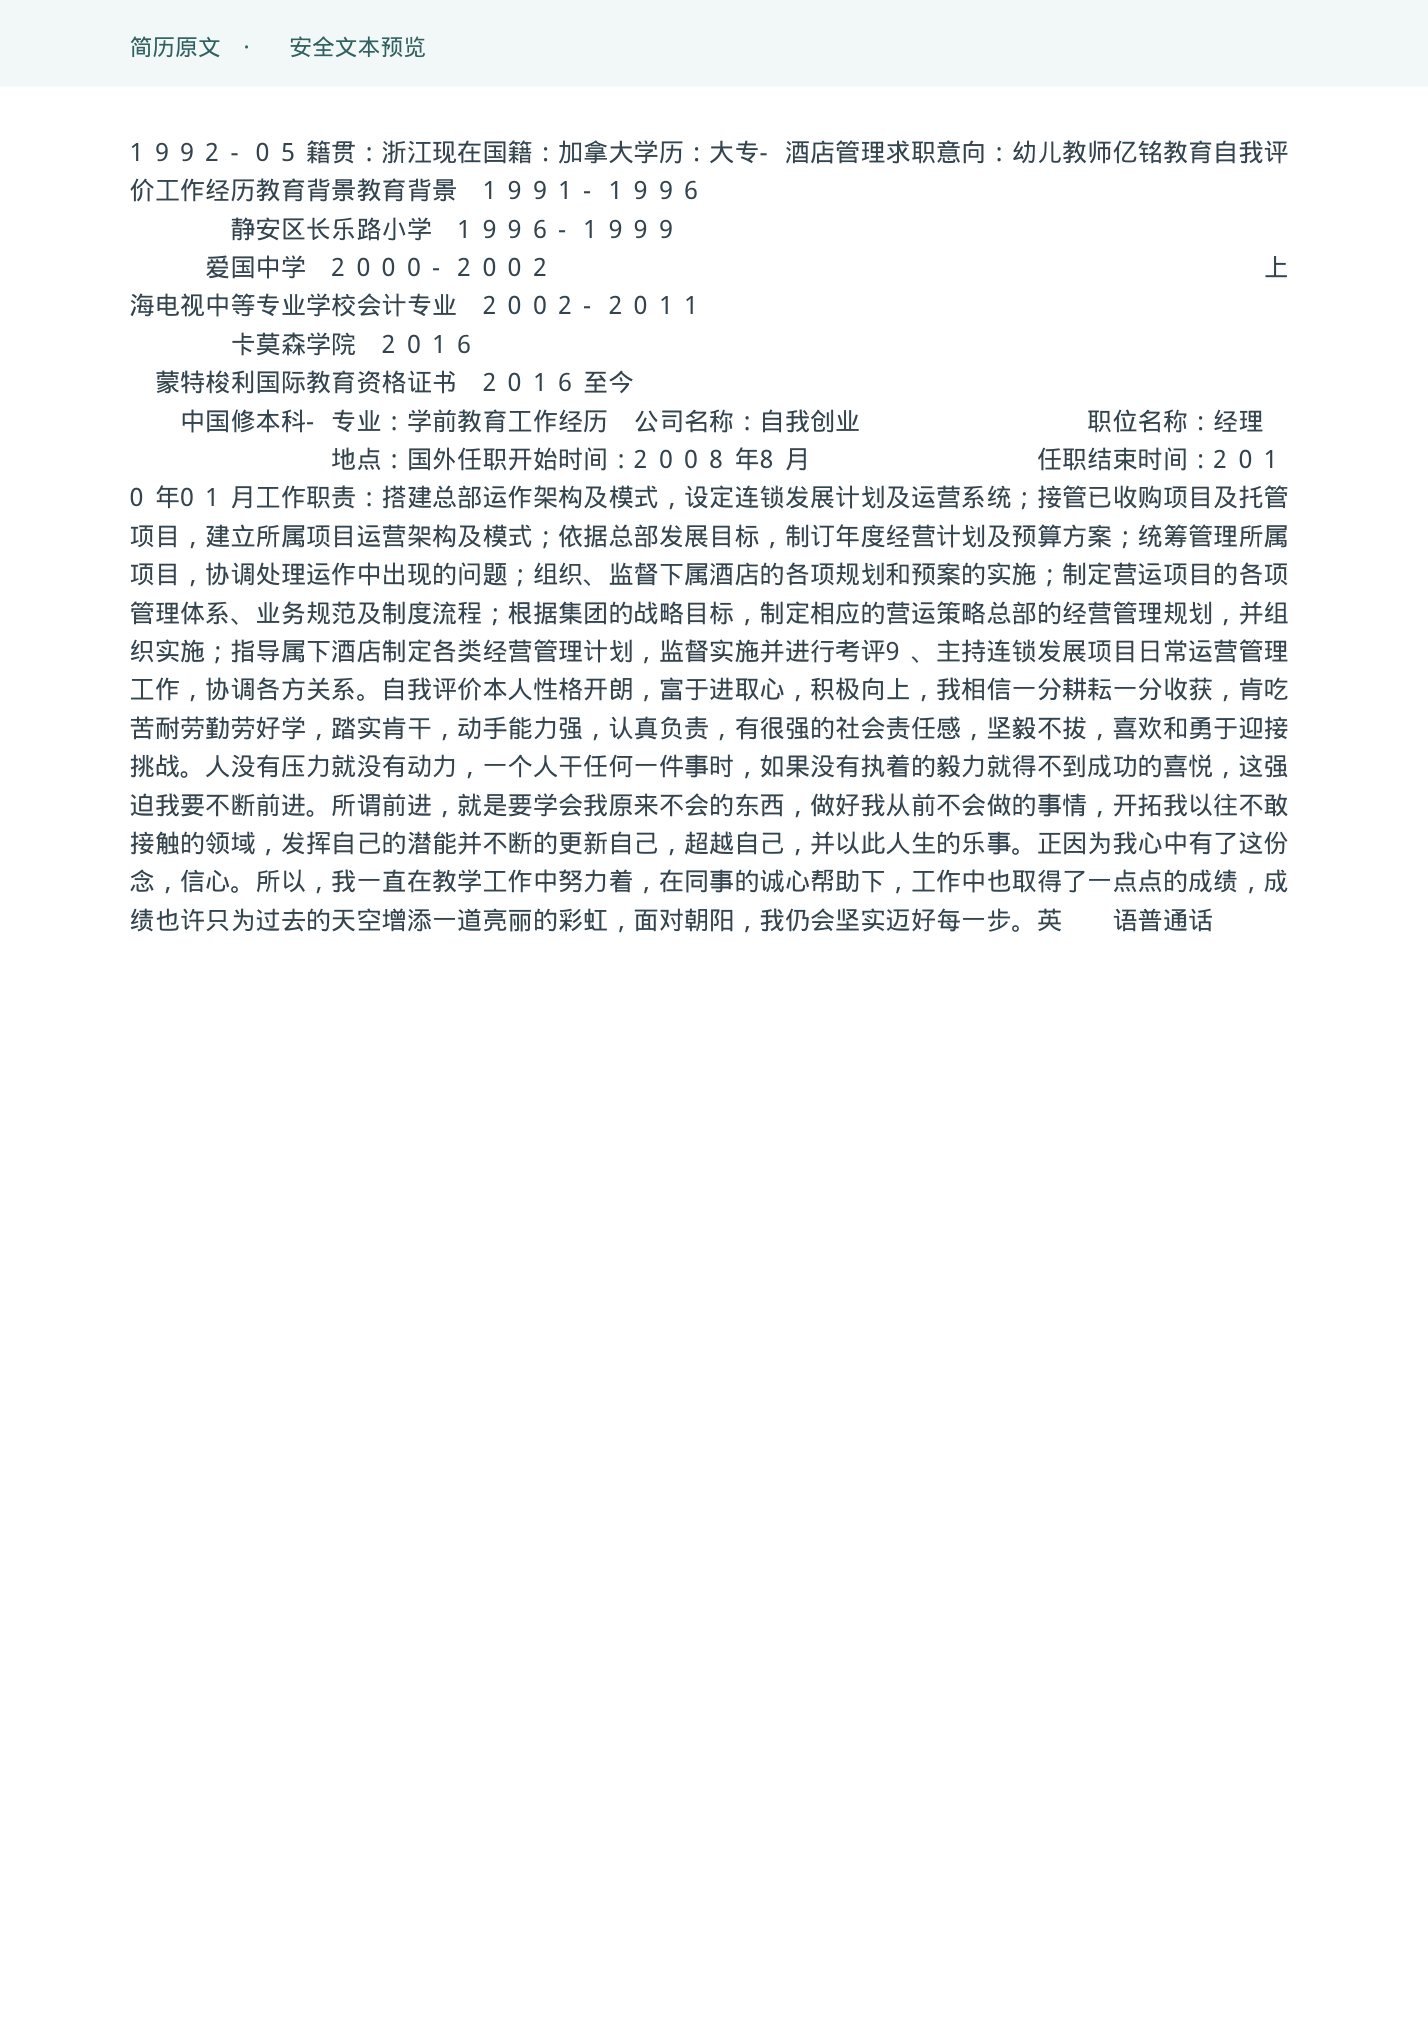 简历原文 · 安全文本预览
1992-05籍贯：浙江现在国籍：加拿大学历：大专-酒店管理求职意向：幼儿教师亿铭教育自我评
价工作经历教育背景教育背景 1991-1996
静安区长乐路小学 1996-1999
爱国中学 2000-2002 上
海电视中等专业学校会计专业 2002-2011
卡莫森学院 2016
蒙特梭利国际教育资格证书 2016至今
中国修本科-专业：学前教育工作经历 公司名称：自我创业 职位名称：经理
地点：国外任职开始时间：2008年8月 任职结束时间：201
0年01月工作职责：搭建总部运作架构及模式，设定连锁发展计划及运营系统；接管已收购项目及托管
项目，建立所属项目运营架构及模式；依据总部发展目标，制订年度经营计划及预算方案；统筹管理所属
项目，协调处理运作中出现的问题；组织、监督下属酒店的各项规划和预案的实施；制定营运项目的各项
管理体系、业务规范及制度流程；根据集团的战略目标，制定相应的营运策略总部的经营管理规划，并组
织实施；指导属下酒店制定各类经营管理计划，监督实施并进行考评9、主持连锁发展项目日常运营管理
工作，协调各方关系。自我评价本人性格开朗，富于进取心，积极向上，我相信一分耕耘一分收获，肯吃
苦耐劳勤劳好学，踏实肯干，动手能力强，认真负责，有很强的社会责任感，坚毅不拔，喜欢和勇于迎接
挑战。人没有压力就没有动力，一个人干任何一件事时，如果没有执着的毅力就得不到成功的喜悦，这强
迫我要不断前进。所谓前进，就是要学会我原来不会的东西，做好我从前不会做的事情，开拓我以往不敢
接触的领域，发挥自己的潜能并不断的更新自己，超越自己，并以此人生的乐事。正因为我心中有了这份
念，信心。所以，我一直在教学工作中努力着，在同事的诚心帮助下，工作中也取得了一点点的成绩，成
绩也许只为过去的天空增添一道亮丽的彩虹，面对朝阳，我仍会坚实迈好每一步。英 语普通话